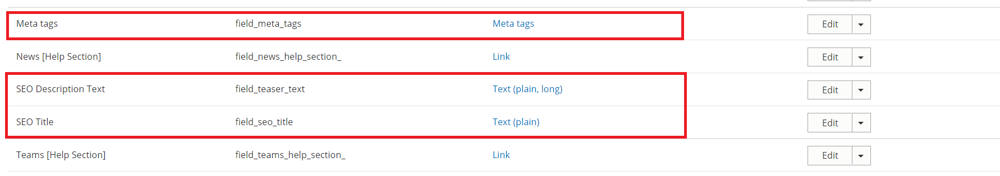 Meta tags field_meta_tags Meta tags Edit
News [Help Section] field_news_help_section_ Link Edit
SEO Description Text field_teaser_text Text (plain, long) Edit
SEO Title field_seo_title Text (plain) Edit
Teams [Help Section] field_teams_help_section_ Link Edit